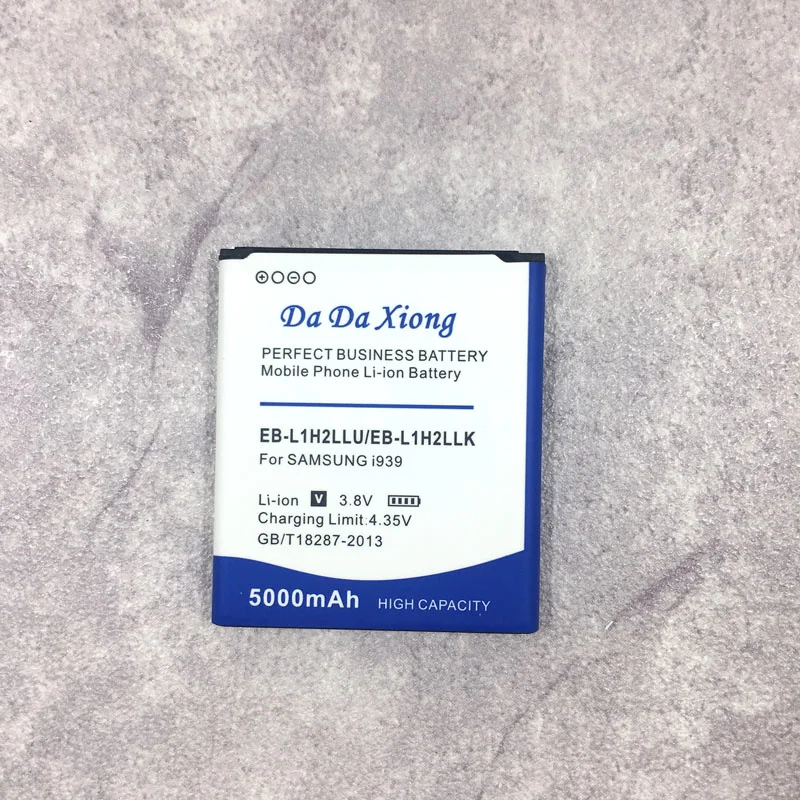 Da Da Xiong
PERFECT BUSINESS BATTERY
Mobile Phone Li-ion Battery
EB-L1H2LLU/EB-L1H2LLK
For SAMSUNG i939
Li-ion V 3.8V
Charging Limit:4.35V
GB/T18287-2013
5000mAh HIGH CAPACITY